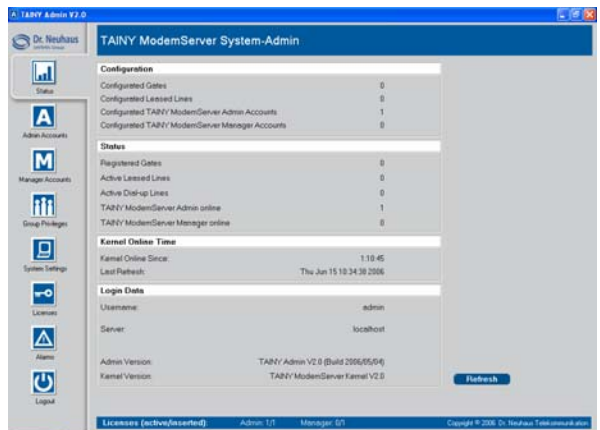 TAINY Admin V2.0
Dr. Neuhaus
TAINY ModemServer System-Admin
Status
Admin Accounts
Manager Accounts
Group Privileges
System Settings
Licenses
Alarms
Logout
Configuration
Configurated Gates 0
Configurated Leased Lines 0
Configurated TAINY ModemServer Admin Accounts 1
Configurated TAINY ModemServer Manager Accounts 0
Status
Registered Gates 0
Active Leased Lines 0
Active Dial-up Lines 0
TAINY ModemServer Admin online 1
TAINY ModemServer Manager online 0
Kernel Online Time
Kernel Online Since: 1:10:45
Last Refresh: Thu Jun 15 10:34:38 2006
Login Data
Username: admin
Server: localhost
Admin Version: TAINY Admin V2.0 (Build 2006/05/04)
Kernel Version: TAINY ModemServer Kernel V2.0
Refresh
Licenses (active/inserted): Admin: 1/1 Manager: 0/1
Copyright © 2006 Dr. Neuhaus Telekommunikation